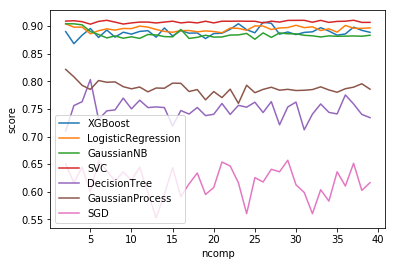 0.90
0.85
0.80
0.75
0.70
0.65
0.60
0.55
score
XGBoost
LogisticRegression
GaussianNB
SVC
DecisionTree
GaussianProcess
SGD
5 10 15 20 25 30 35 40
ncomp